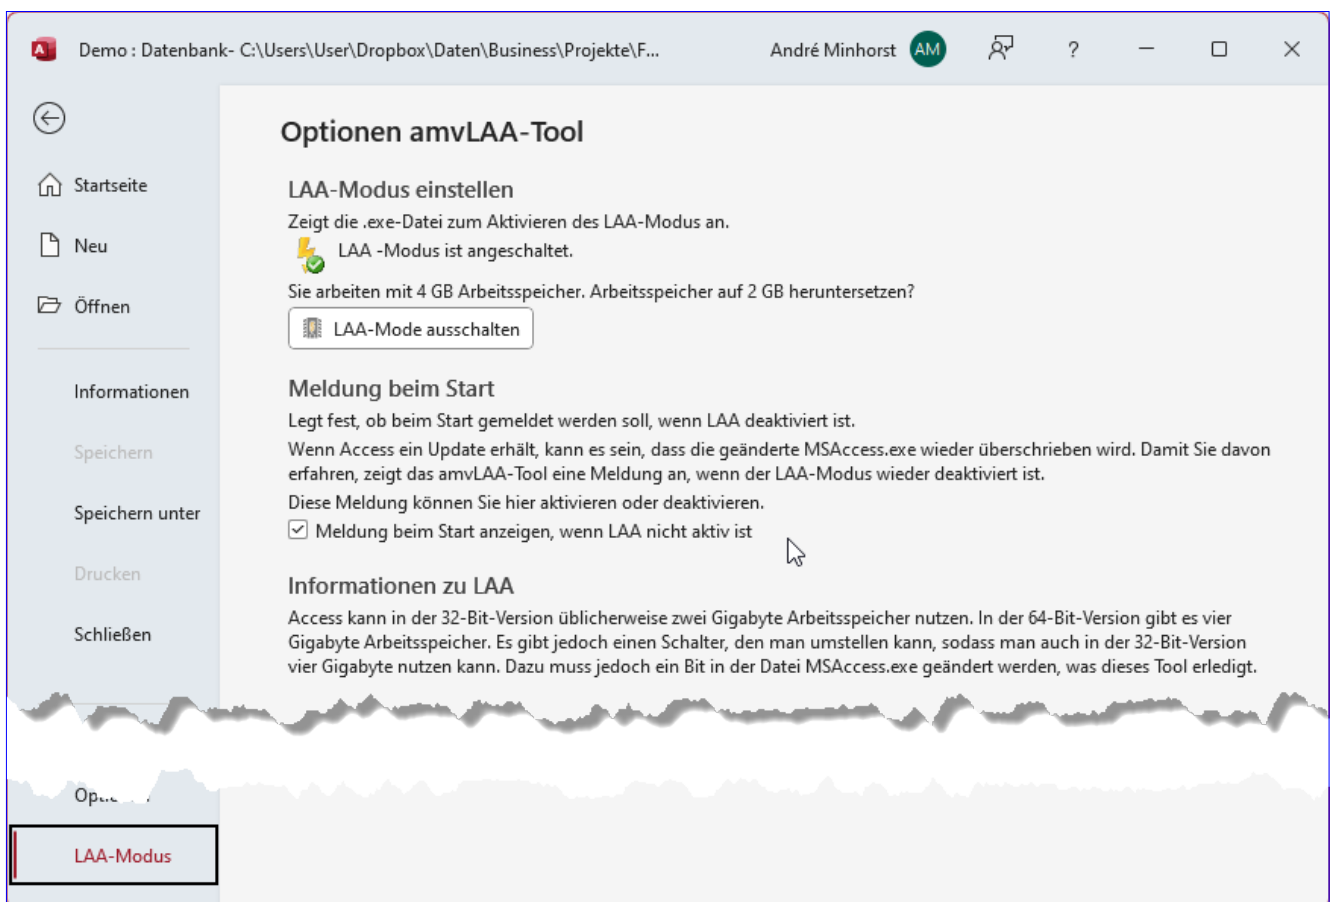 Demo : Datenbank- C:\Users\User\Dropbox\Daten\Business\Projekte\F...
André Minhorst
AM
?
Optionen amvLAA-Tool
Startseite
Neu
Öffnen
Informationen
Speichern
Speichern unter
Drucken
Schließen
LAA-Modus einstellen
Zeigt die .exe-Datei zum Aktivieren des LAA-Modus an.
LAA -Modus ist angeschaltet.
Sie arbeiten mit 4 GB Arbeitsspeicher. Arbeitsspeicher auf 2 GB heruntersetzen?
LAA-Mode ausschalten
Meldung beim Start
Legt fest, ob beim Start gemeldet werden soll, wenn LAA deaktiviert ist.
Wenn Access ein Update erhält, kann es sein, dass die geänderte MSAccess.exe wieder überschrieben wird. Damit Sie davon
erfahren, zeigt das amvLAA-Tool eine Meldung an, wenn der LAA-Modus wieder deaktiviert ist.
Diese Meldung können Sie hier aktivieren oder deaktivieren.
Meldung beim Start anzeigen, wenn LAA nicht aktiv ist
Informationen zu LAA
Access kann in der 32-Bit-Version üblicherweise zwei Gigabyte Arbeitsspeicher nutzen. In der 64-Bit-Version gibt es vier
Gigabyte Arbeitsspeicher. Es gibt jedoch einen Schalter, den man umstellen kann, sodass man auch in der 32-Bit-Version
vier Gigabyte nutzen kann. Dazu muss jedoch ein Bit in der Datei MSAccess.exe geändert werden, was dieses Tool erledigt.
LAA-Modus